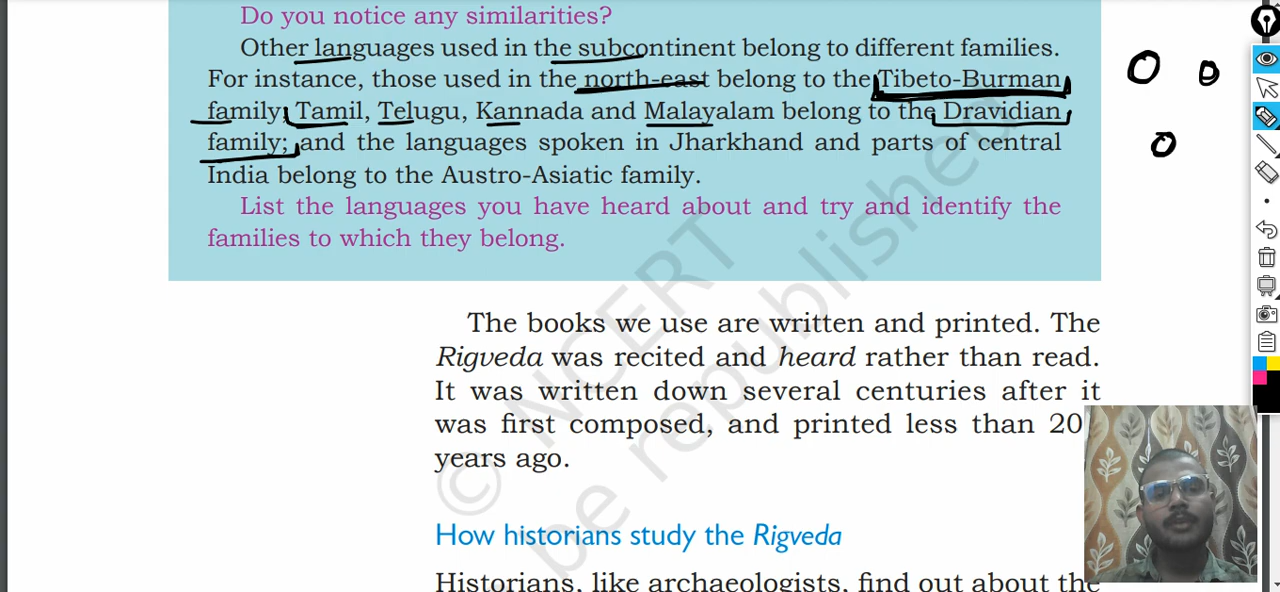 Do you notice any similarities?
Other languages used in the subcontinent belong to different families.
For instance, those used in the north-east belong to the Tibeto-Burman
family; Tamil, Telugu, Kannada and Malayalam belong to the Dravidian
family; and the languages spoken in Jharkhand and parts of central
India belong to the Austro-Asiatic family.
List the languages you have heard about and try and identify the
families to which they belong.
The books we use are written and printed. The
Rigveda was recited and heard rather than read.
It was written down several centuries after it
was first composed, and printed less than 20
years ago.
How historians study the Rigveda
Historians, like archaeologists, find out about the
© NCERT
be republished